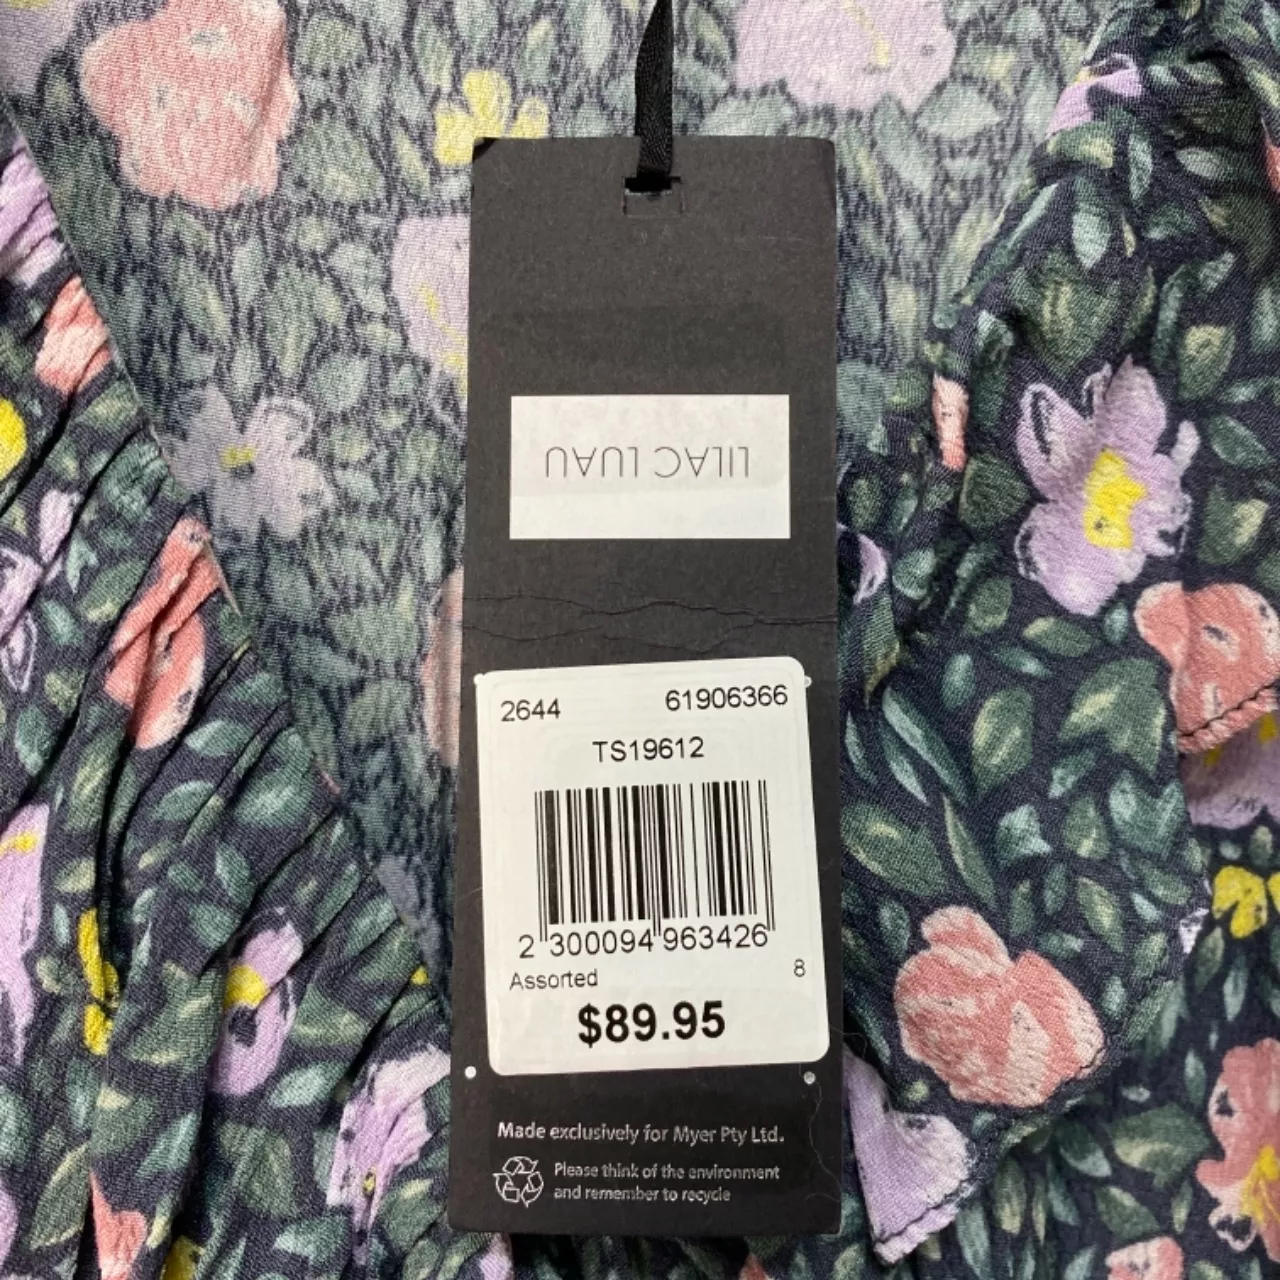 LILAC LUAU
2644 61906366
TS19612
2 300094 963426
Assorted 8
$89.95
Made exclusively for Myer Pty Ltd.
Please think of the environment
and remember to recycle